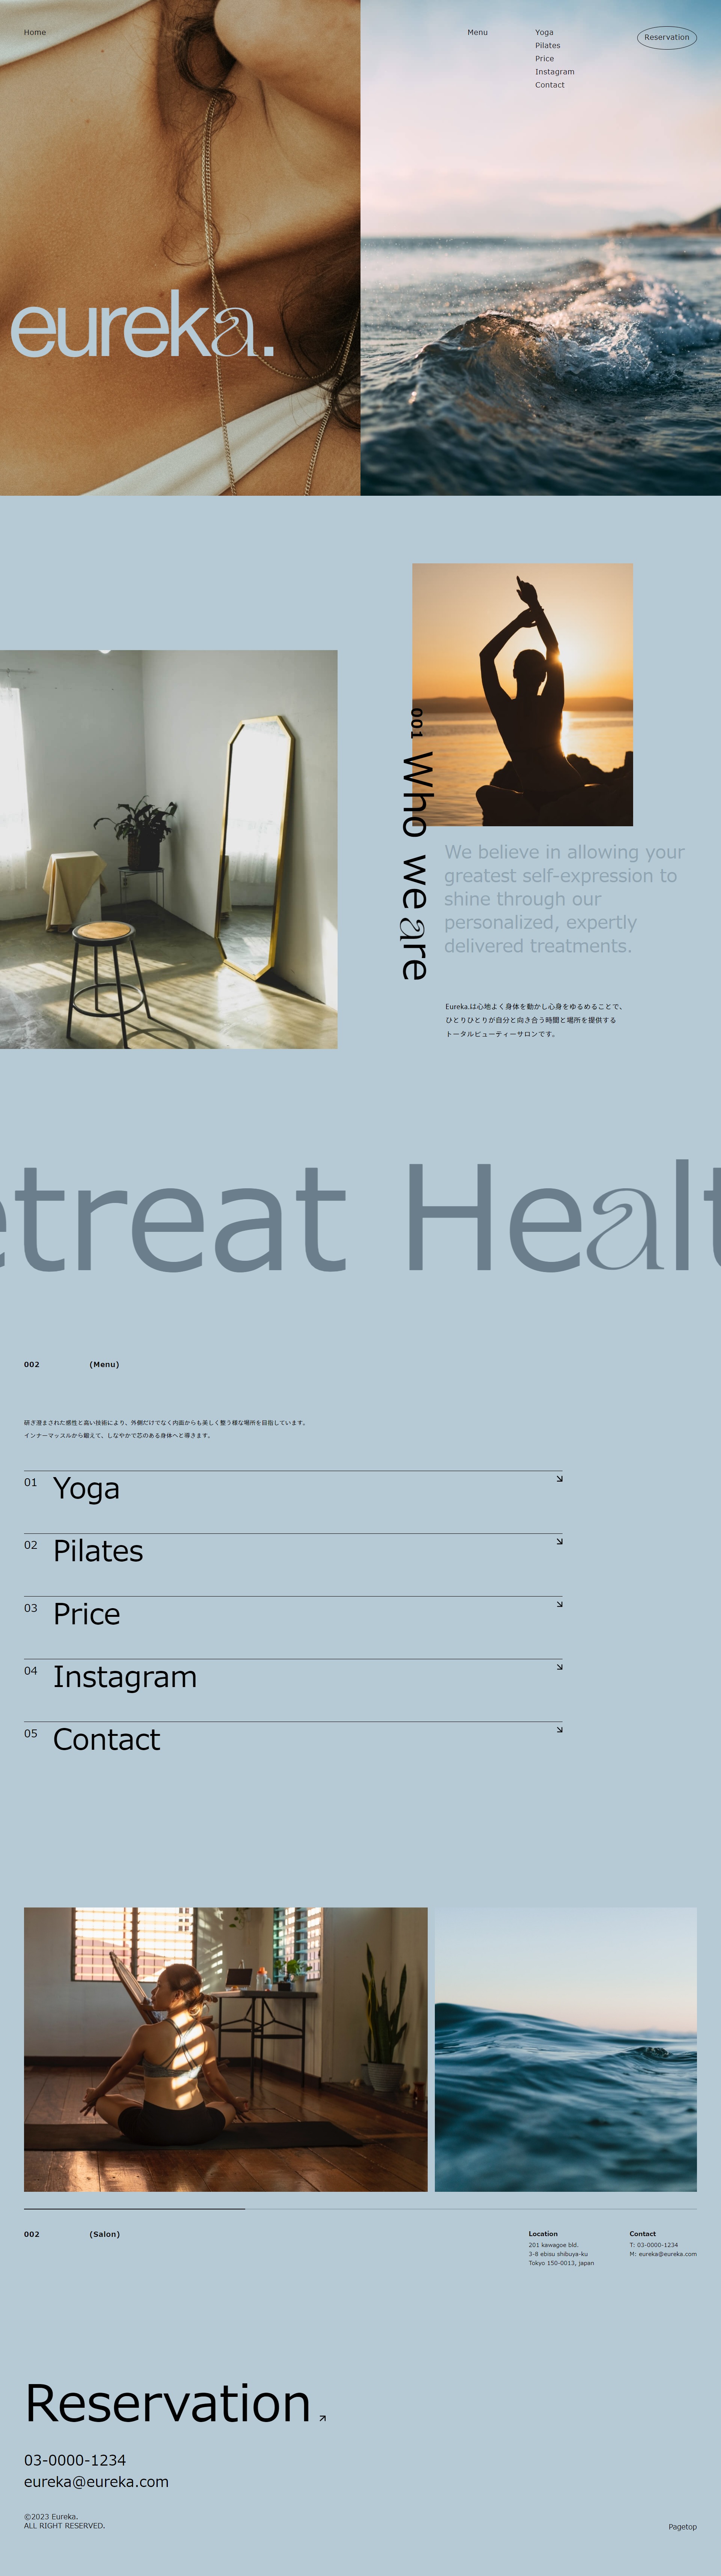 Home
Menu
Yoga
Pilates
Price
Instagram
Contact
Reservation
eureka.
001 Who we are
We believe in allowing your
greatest self-expression to
shine through our
personalized, expertly
delivered treatments.
Eureka.は心地よく身体を動かし心身をゆるめることで、
ひとりひとりが自分と向き合う時間と場所を提供する
トータルビューティーサロンです。
etreat Healt
002 (Menu)
研ぎ澄まされた感性と高い技術により、外側だけでなく内面からも美しく整う様な場所を目指しています。
インナーマッスルから鍛えて、しなやかで芯のある身体へと導きます。
01 Yoga
02 Pilates
03 Price
04 Instagram
05 Contact
002 (Salon)
Location
201 kawagoe bld.
3-8 ebisu shibuya-ku
Tokyo 150-0013, japan
Contact
T: 03-0000-1234
M: eureka@eureka.com
Reservation
03-0000-1234
eureka@eureka.com
©2023 Eureka.
ALL RIGHT RESERVED.
Pagetop